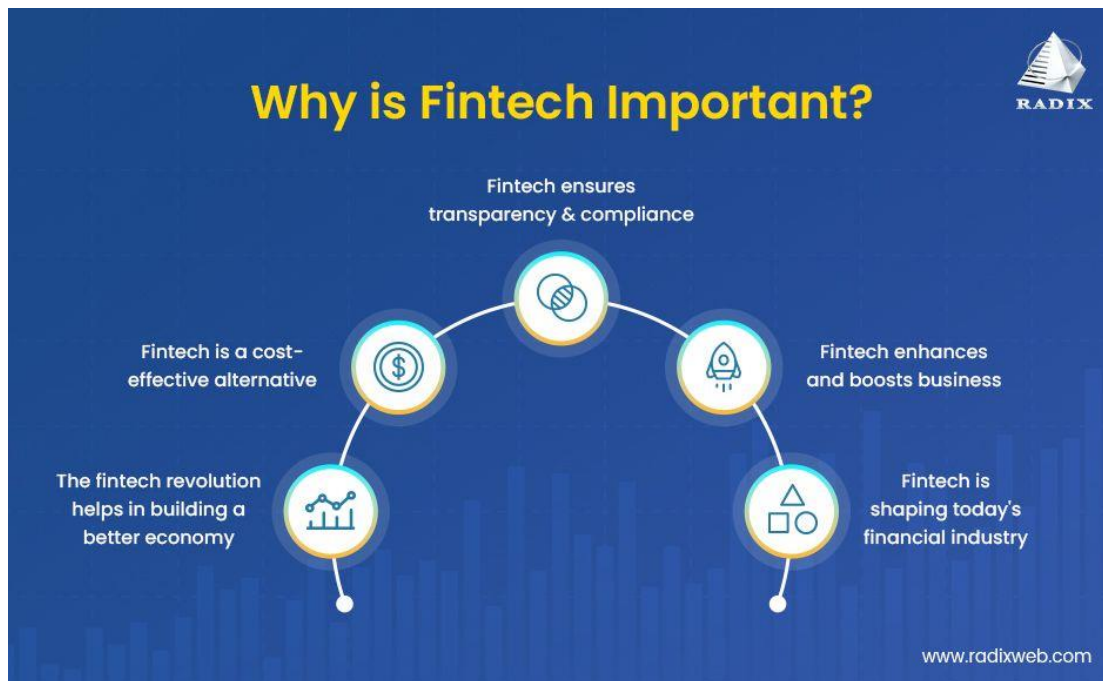 Why is Fintech Important?
RADIX
Fintech ensures
transparency & compliance
Fintech is a cost-
effective alternative
$
Fintech enhances
and boosts business
The fintech revolution
helps in building a
better economy
Fintech is
shaping today's
financial industry
www.radixweb.com